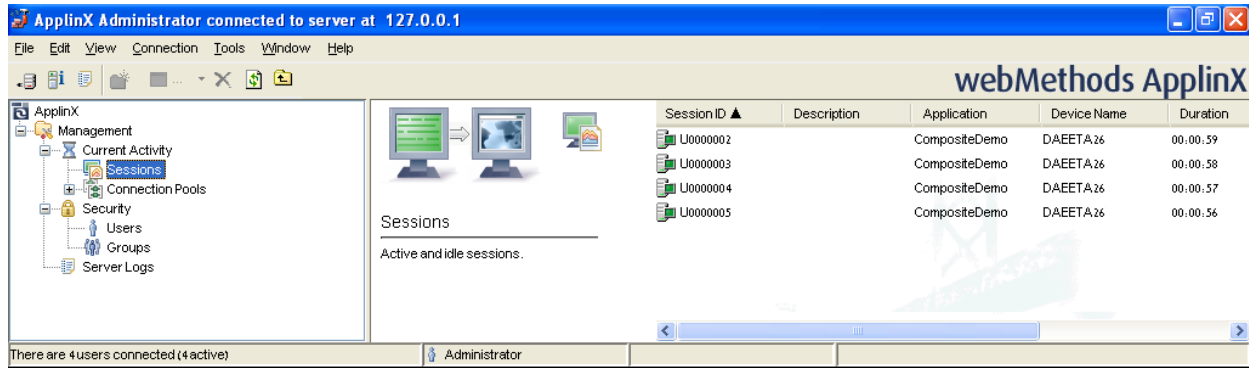 ApplinX Administrator connected to server at 127.0.0.1
File Edit View Connection Tools Window Help
webMethods ApplinX
ApplinX
Management
Current Activity
Sessions
Connection Pools
Security
Users
Groups
Server Logs
Sessions
Active and idle sessions.
Session ID Description Application Device Name Duration
U0000002 CompositeDemo DAEETA26 00:00:59
U0000003 CompositeDemo DAEETA26 00:00:58
U0000004 CompositeDemo DAEETA26 00:00:57
U0000005 CompositeDemo DAEETA26 00:00:56
There are 4 users connected (4 active) Administrator